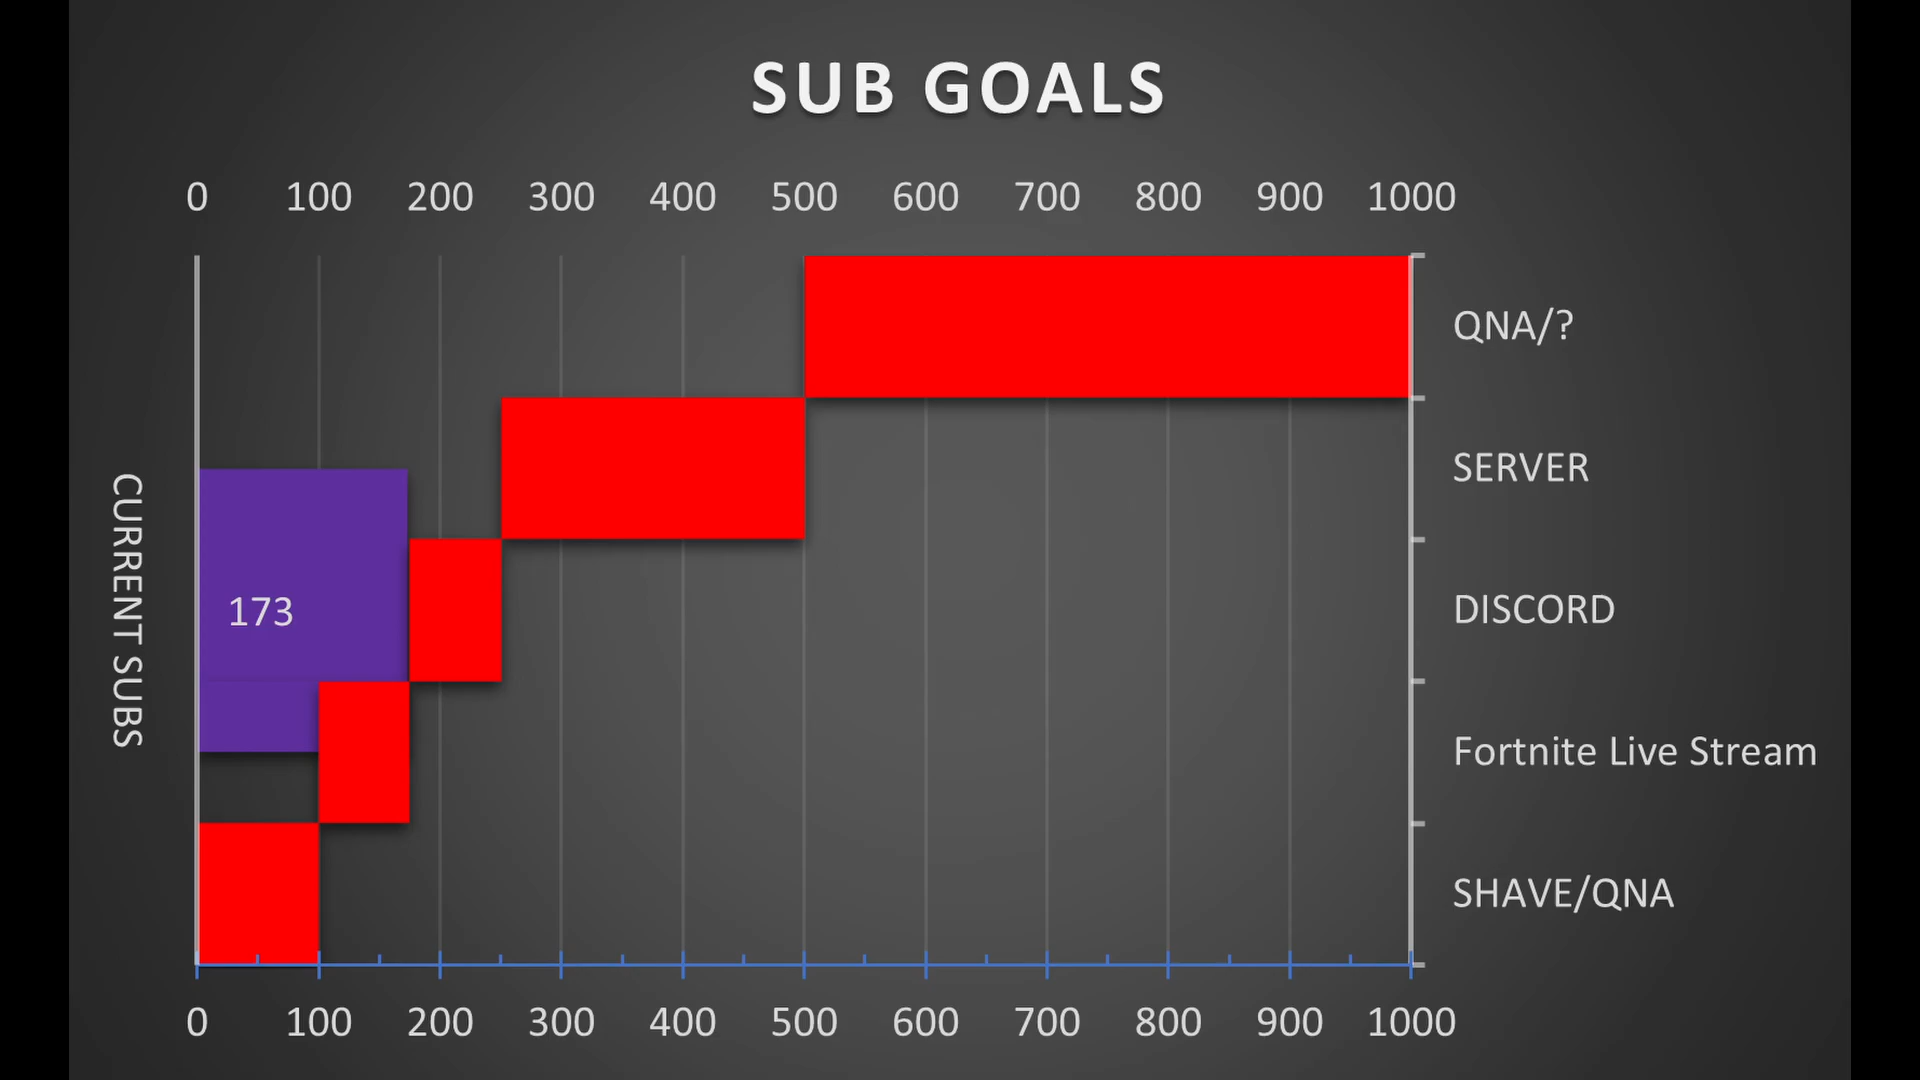 SUB GOALS
0 100 200 300 400 500 600 700 800 900 1000
QNA/?
SERVER
DISCORD
Fortnite Live Stream
SHAVE/QNA
CURRENT SUBS
173
0 100 200 300 400 500 600 700 800 900 1000